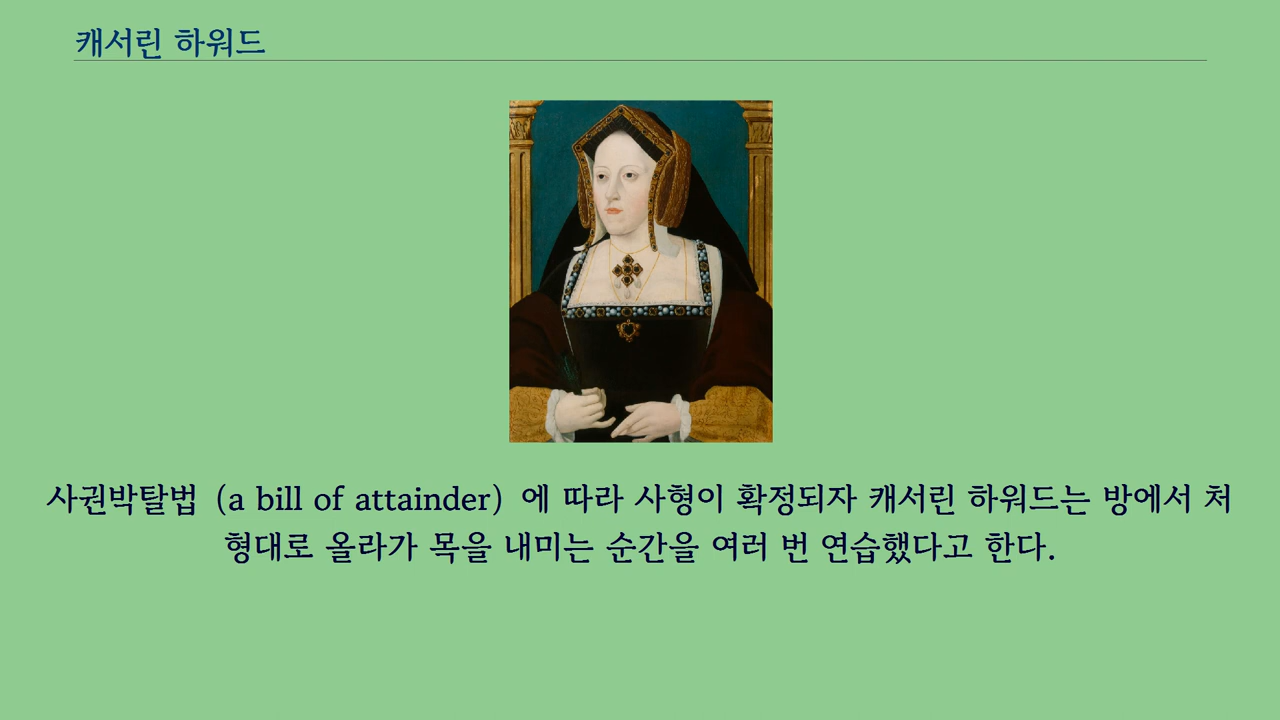 캐서린 하워드
사권박탈법 (a bill of attainder) 에 따라 사형이 확정되자 캐서린 하워드는 방에서 처
형대로 올라가 목을 내미는 순간을 여러 번 연습했다고 한다.